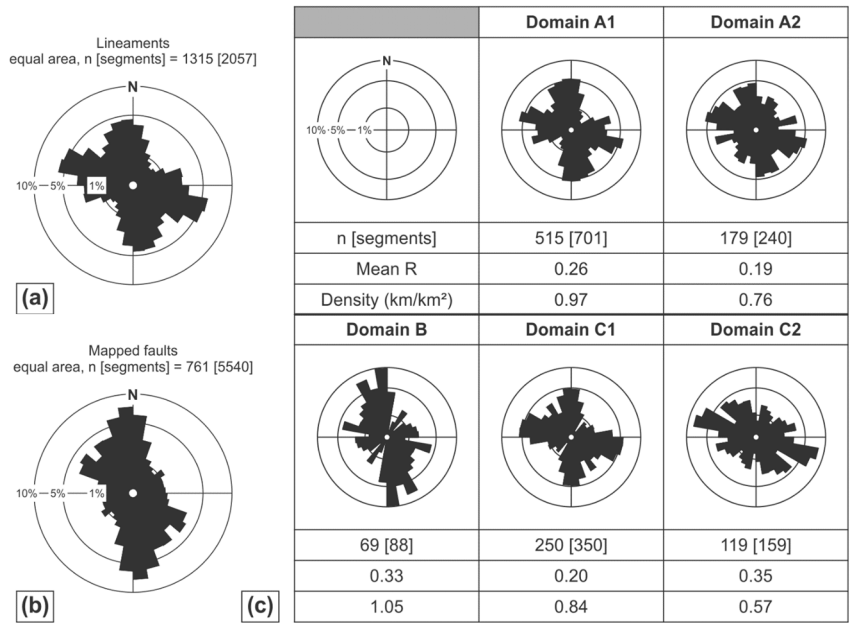 Lineaments
equal area, n [segments] = 1315 [2057]
N
10% 5% 1%
(a)
Mapped faults
equal area, n [segments] = 761 [5540]
N
10% 5% 1%
(b)
(c)
Domain A1 Domain A2
N
10% 5% 1%
n [segments] 515 [701] 179 [240]
Mean R 0.26 0.19
Density (km/km²) 0.97 0.76
Domain B Domain C1 Domain C2
69 [88] 250 [350] 119 [159]
0.33 0.20 0.35
1.05 0.84 0.57